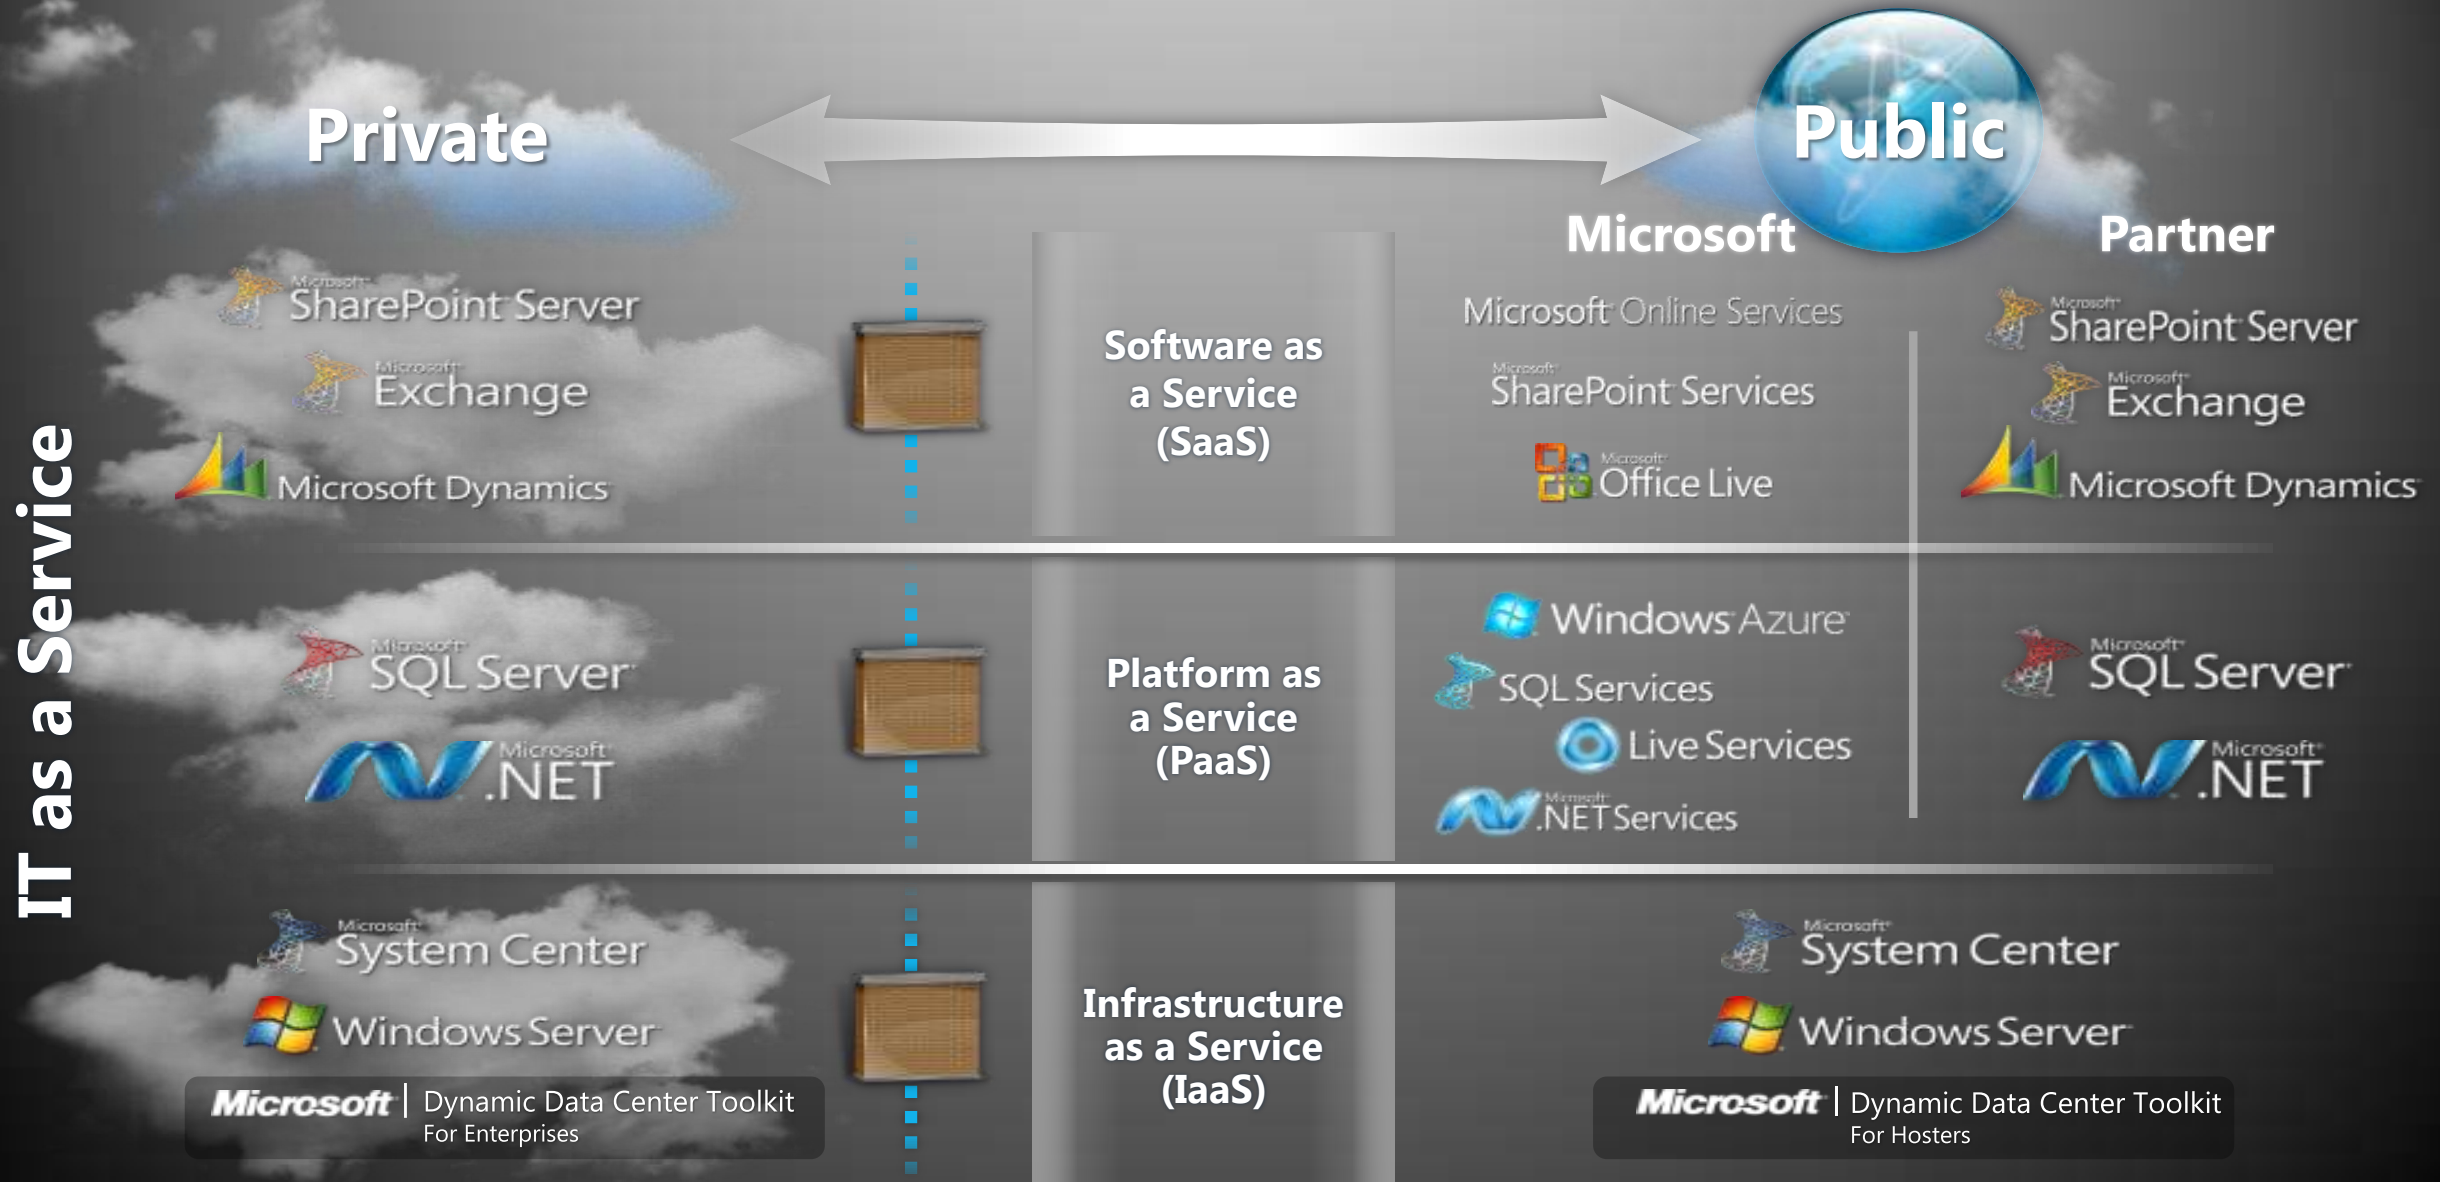 Private
Public
Microsoft
Partner
IT as a Service
Microsoft
SharePoint Server
Microsoft
Exchange
Microsoft Dynamics
Software as
a Service
(SaaS)
Microsoft Online Services
Microsoft
SharePoint Services
Microsoft
Office Live
Microsoft
SharePoint Server
Microsoft
Exchange
Microsoft Dynamics
Microsoft
SQL Server
Microsoft
.NET
Platform as
a Service
(PaaS)
Windows Azure
SQL Services
Live Services
Microsoft
.NET Services
Microsoft
SQL Server
Microsoft
.NET
Microsoft
System Center
Windows Server
Microsoft | Dynamic Data Center Toolkit
For Enterprises
Infrastructure
as a Service
(IaaS)
Microsoft
System Center
Windows Server
Microsoft | Dynamic Data Center Toolkit
For Hosters